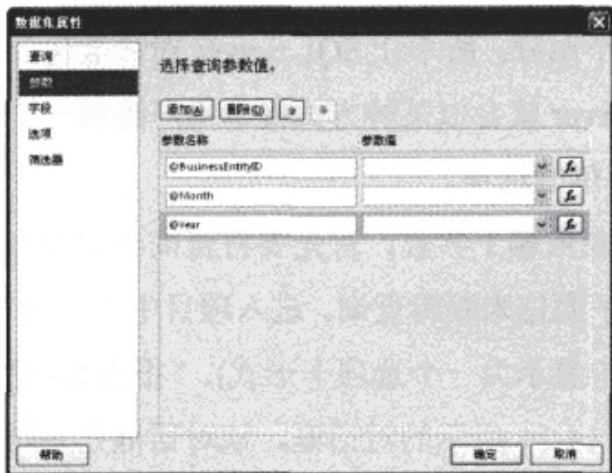 数据集属性
查询
参数
字段
选项
筛选器
选择查询参数值。
添加(A) 删除(D)
参数名称 参数值
@BusinessEntityID
@Month
@Year
帮助 确定 取消